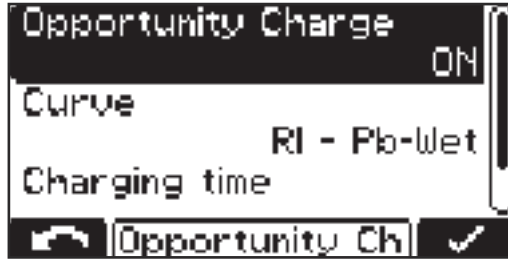 Opportunity Charge
ON
Curve
RI - Pb-Wet
Charging time
Opportunity Ch